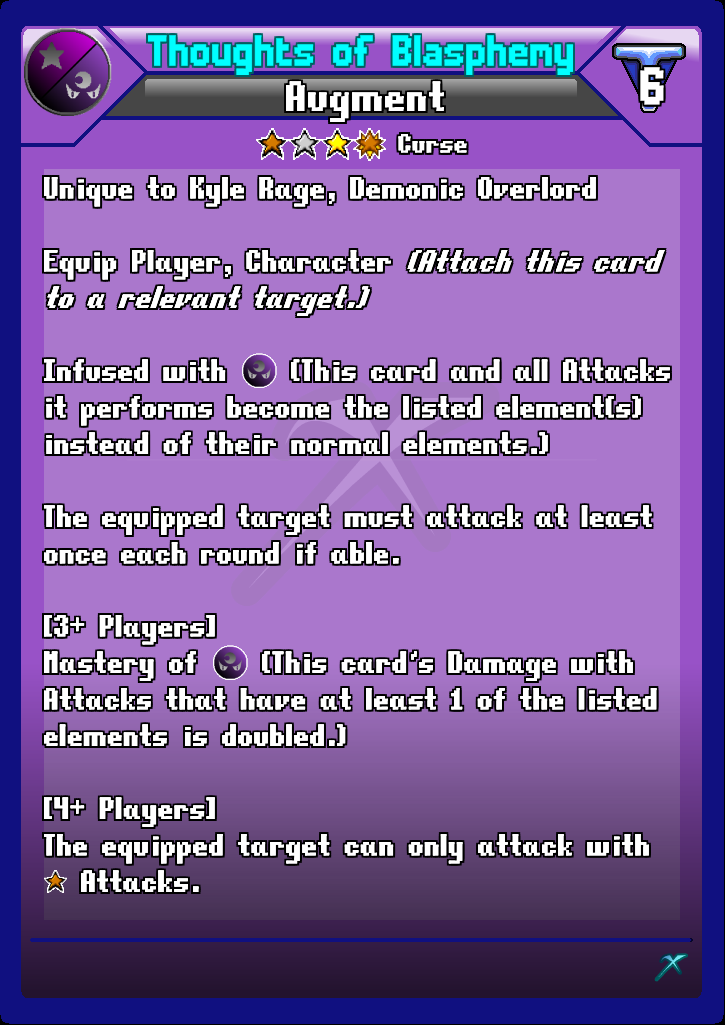 Thoughts of Blasphemy
6
Augment
Curse
Unique to Kyle Rage, Demonic Overlord
Equip Player, Character (Attach this card
to a relevant target.)
Infused with (This card and all Attacks
it performs become the listed element(s)
instead of their normal elements.)
The equipped target must attack at least
once each round if able.
[3+ Players]
Mastery of (This card's Damage with
Attacks that have at least 1 of the listed
elements is doubled.)
[4+ Players]
The equipped target can only attack with
Attacks.